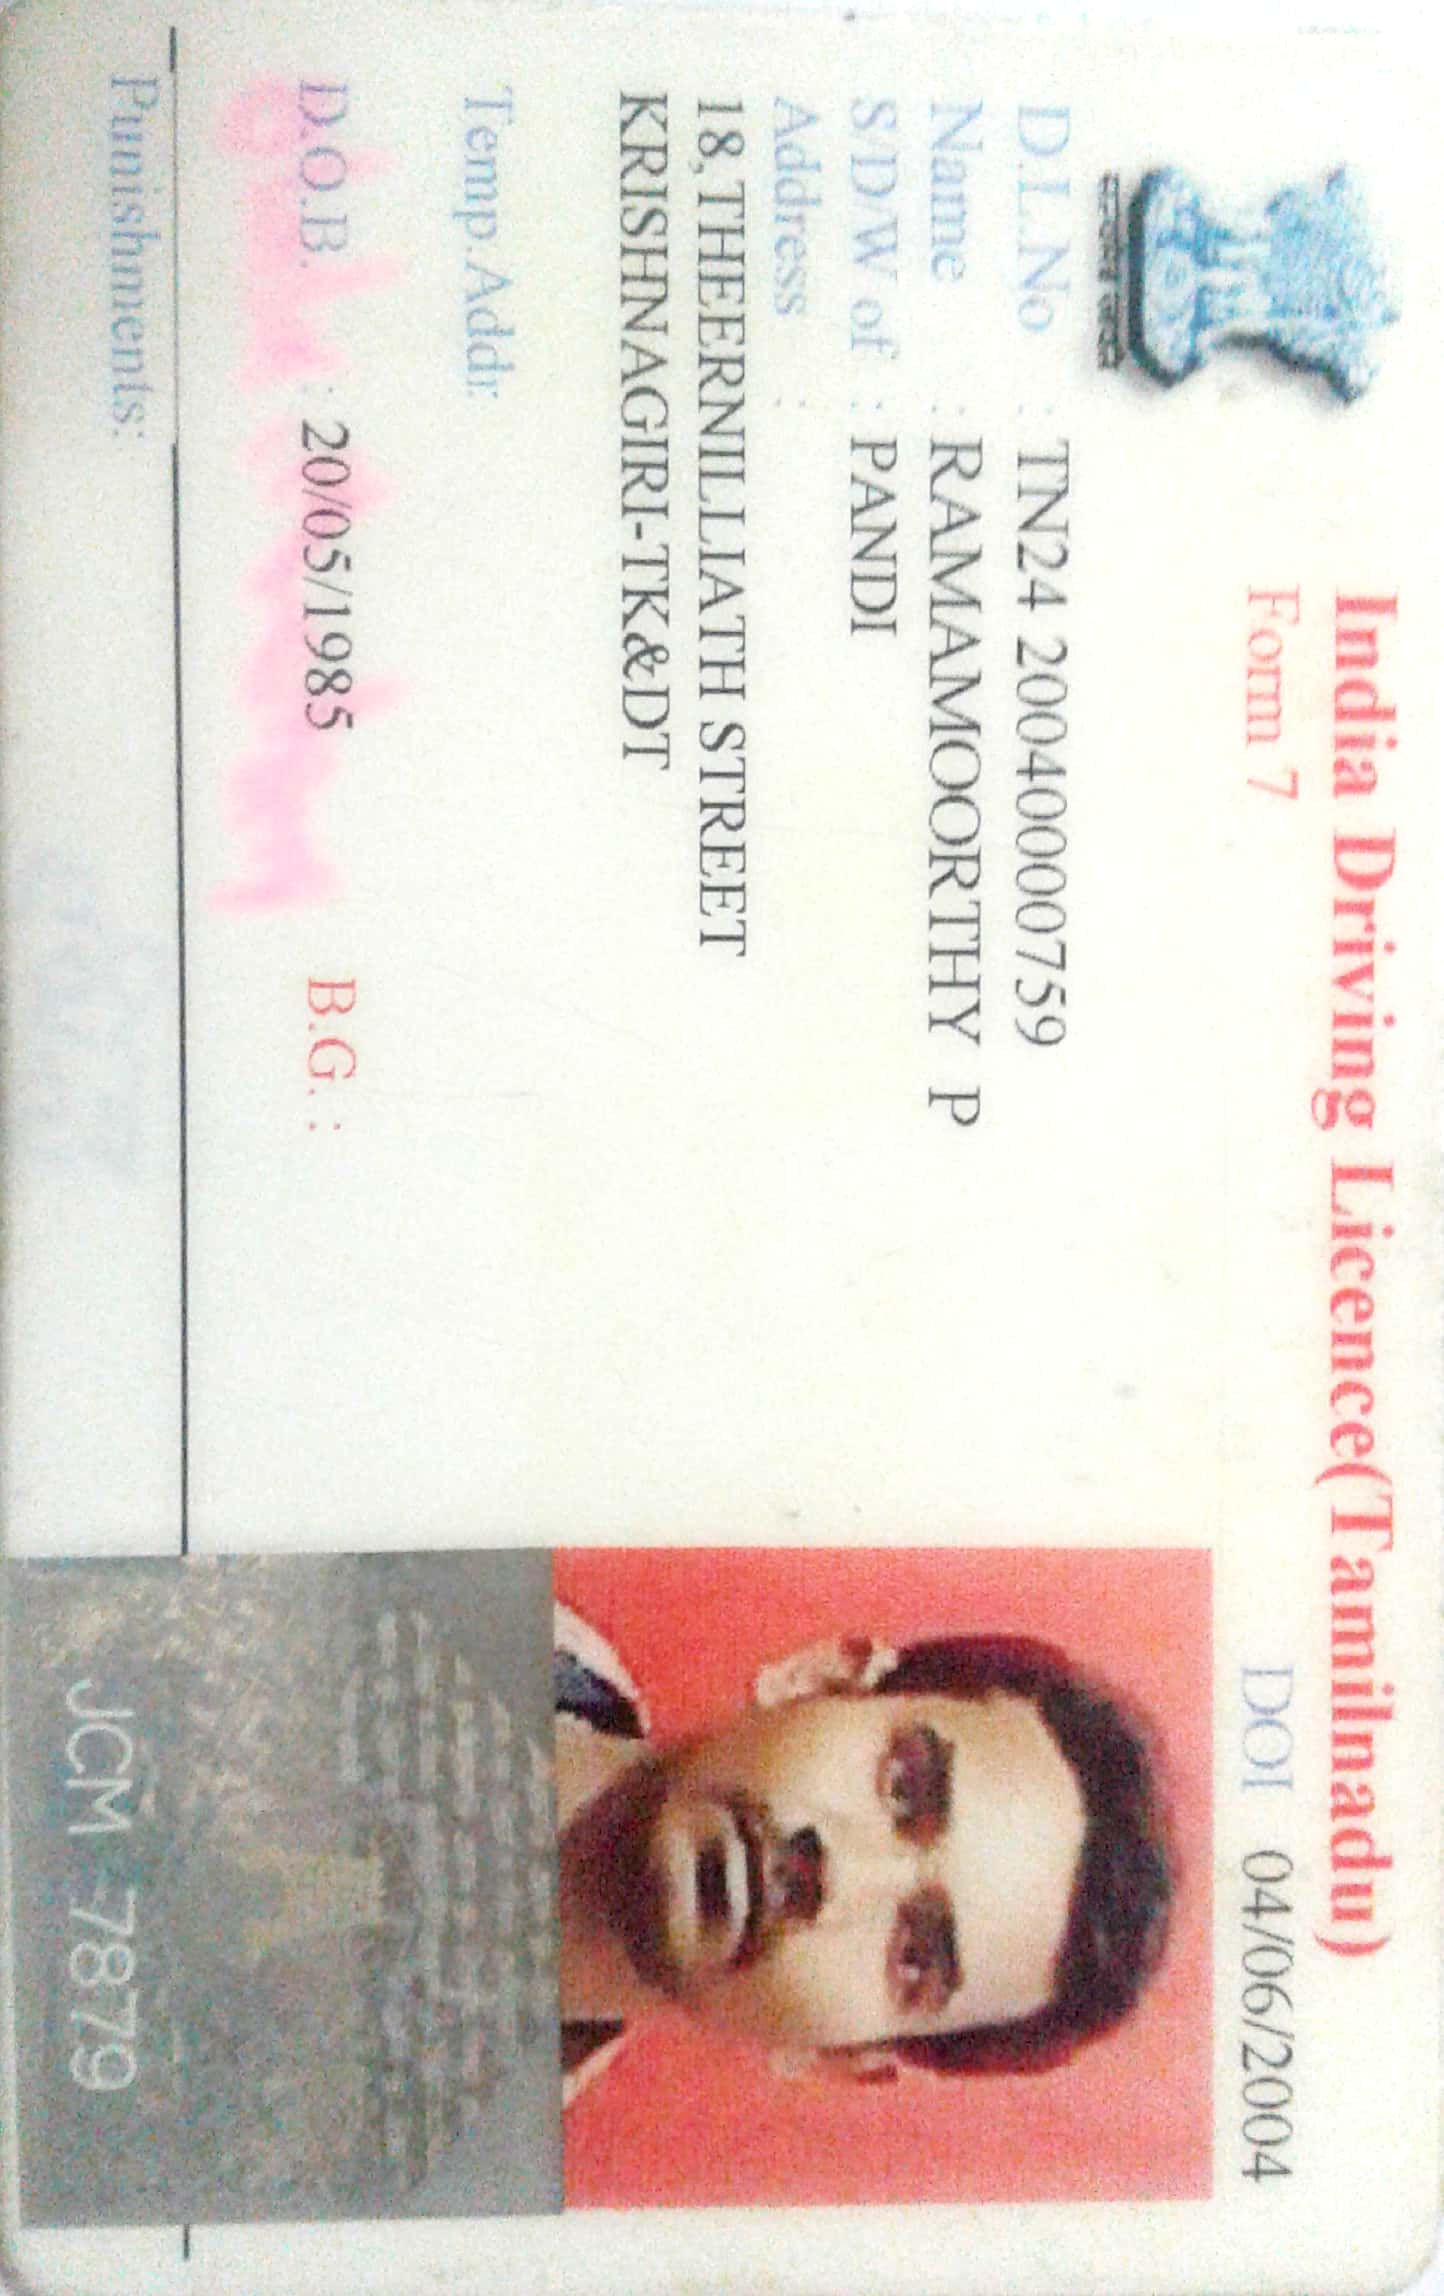 India Driving Licence(Tamilnadu)
Form 7
DOI 04/06/2004
D.L.No : TN24 20040000759
Name : RAMAMOORTHY P
S/D/W of : PANDI
Address :
18,THEERNILLIATH STREET
KRISHNAGIRI-TK&DT
Temp.Addr:
D.O.B. : 20/05/1985 B.G. :
Punishments:
JCM 7879